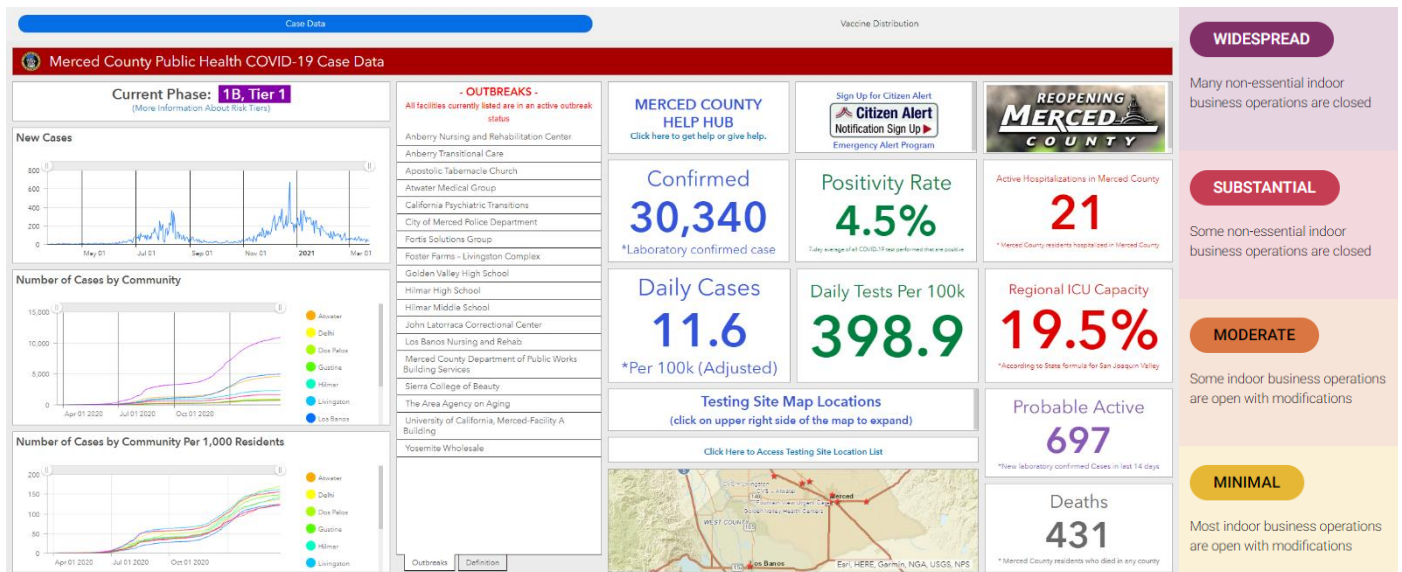 Case Data
Vaccine Distribution
Merced County Public Health COVID-19 Case Data
Current Phase: 1B, Tier 1
(More Information About Risk Tiers)
New Cases
800
600
400
200
0
May 01
Jul 01
Sep 01
Nov 01
2021
Mar 01
Number of Cases by Community
15,000
10,000
5,000
0
Apr 01 2020
Jul 01 2020
Oct 01 2020
Atwater
Delhi
Dos Palos
Gustine
Hilmar
Livingston
Los Banos
Number of Cases by Community Per 1,000 Residents
200
150
100
50
0
Apr 01 2020
Jul 01 2020
Oct 01 2020
Atwater
Delhi
Dos Palos
Gustine
Hilmar
Livingston
- OUTBREAKS -
All facilities currently listed are in an active outbreak
status
Anberry Nursing and Rehabilitation Center
Anberry Transitional Care
Apostolic Tabernacle Church
Atwater Medical Group
California Psychiatric Transitions
City of Merced Police Department
Fortis Solutions Group
Foster Farms - Livingston Complex
Golden Valley High School
Hilmar High School
Hilmar Middle School
John Latorraca Correctional Center
Los Banos Nursing and Rehab
Merced County Department of Public Works
Building Services
Sierra College of Beauty
The Area Agency on Aging
University of California, Merced-Facility A
Building
Yosemite Wholesale
Outbreaks
Definition
MERCED COUNTY
HELP HUB
Click here to get help or give help.
Sign Up for Citizen Alert
Citizen Alert
Notification Sign Up
Emergency Alert Program
REOPENING
MERCED
COUNTY
Confirmed
30,340
*Laboratory confirmed case
Positivity Rate
4.5%
7-day average of all COVID-19 test performed that are positive
Active Hospitalizations in Merced County
21
* Merced County residents hospitalized in Merced County
Daily Cases
11.6
*Per 100k (Adjusted)
Daily Tests Per 100k
398.9
Regional ICU Capacity
19.5%
*According to State formula for San Joaquin Valley
Testing Site Map Locations
(click on upper right side of the map to expand)
Click Here to Access Testing Site Location List
Merced
WEST COUNTY
Los Banos
Esri, HERE, Garmin, NGA, USGS, NPS
Probable Active
697
*New laboratory confirmed Cases in last 14 days
Deaths
431
* Merced County residents who died in any county
WIDESPREAD
Many non-essential indoor
business operations are closed
SUBSTANTIAL
Some non-essential indoor
business operations are closed
MODERATE
Some indoor business operations
are open with modifications
MINIMAL
Most indoor business operations
are open with modifications